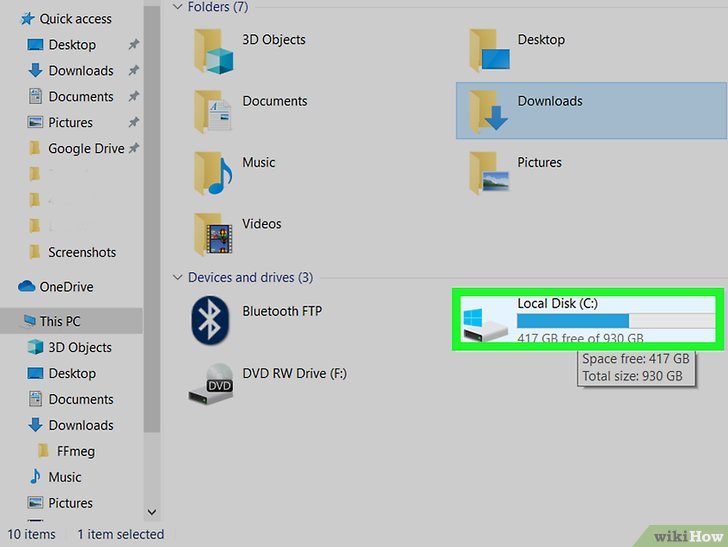 Quick access
Desktop
Downloads
Documents
Pictures
Google Drive
Screenshots
OneDrive
This PC
3D Objects
Desktop
Documents
Downloads
FFmeg
Music
Pictures
Folders (7)
3D Objects
Desktop
Documents
Downloads
Music
Pictures
Videos
Devices and drives (3)
Bluetooth FTP
Local Disk (C:)
417 GB free of 930 GB
Space free: 417 GB
Total size: 930 GB
DVD
DVD RW Drive (F:)
10 items 1 item selected
wikiHow